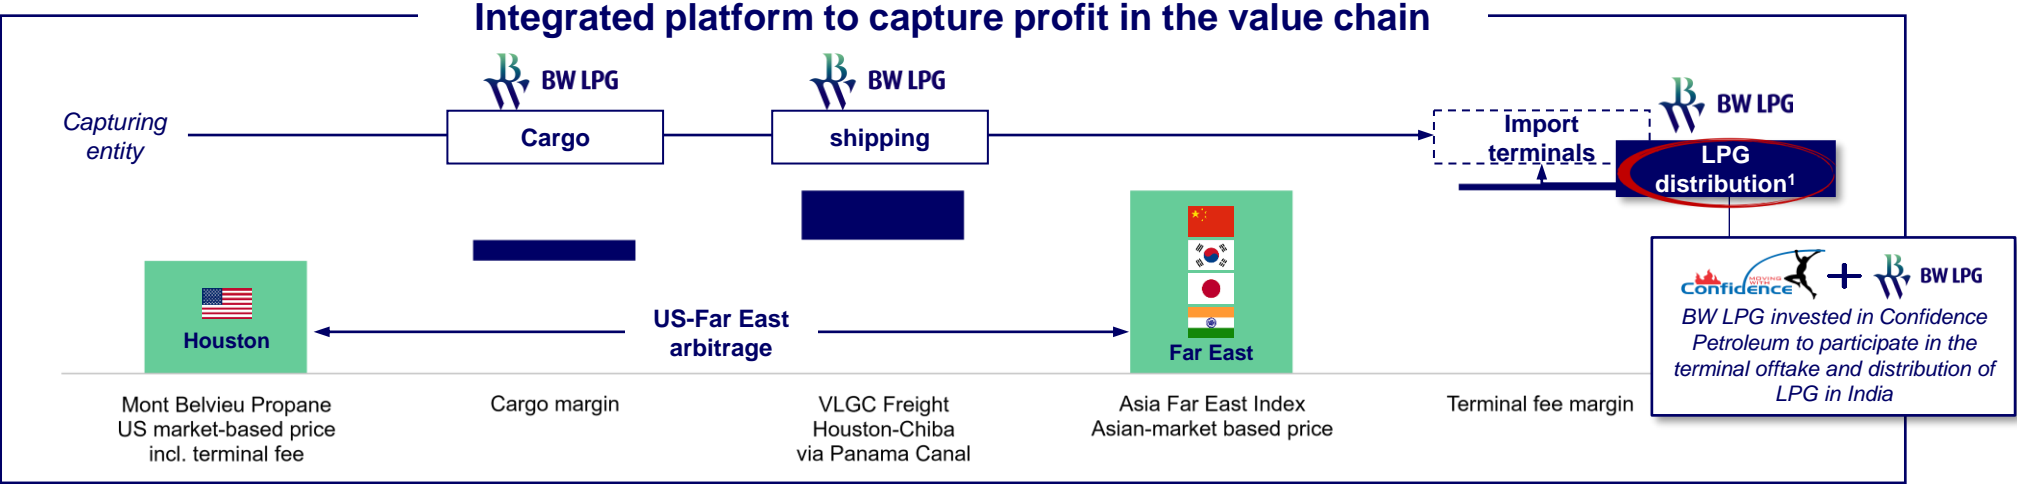 Integrated platform to capture profit in the value chain
BW LPG
BW LPG
BW LPG
Capturing
entity
Cargo
shipping
Import
terminals
LPG
distribution¹
Houston
US-Far East
arbitrage
Far East
MOVING
WITH
Confidence
+
BW LPG
BW LPG invested in Confidence
Petroleum to participate in the
terminal offtake and distribution of
LPG in India
Mont Belvieu Propane
US market-based price
incl. terminal fee
Cargo margin
VLGC Freight
Houston-Chiba
via Panama Canal
Asia Far East Index
Asian-market based price
Terminal fee margin